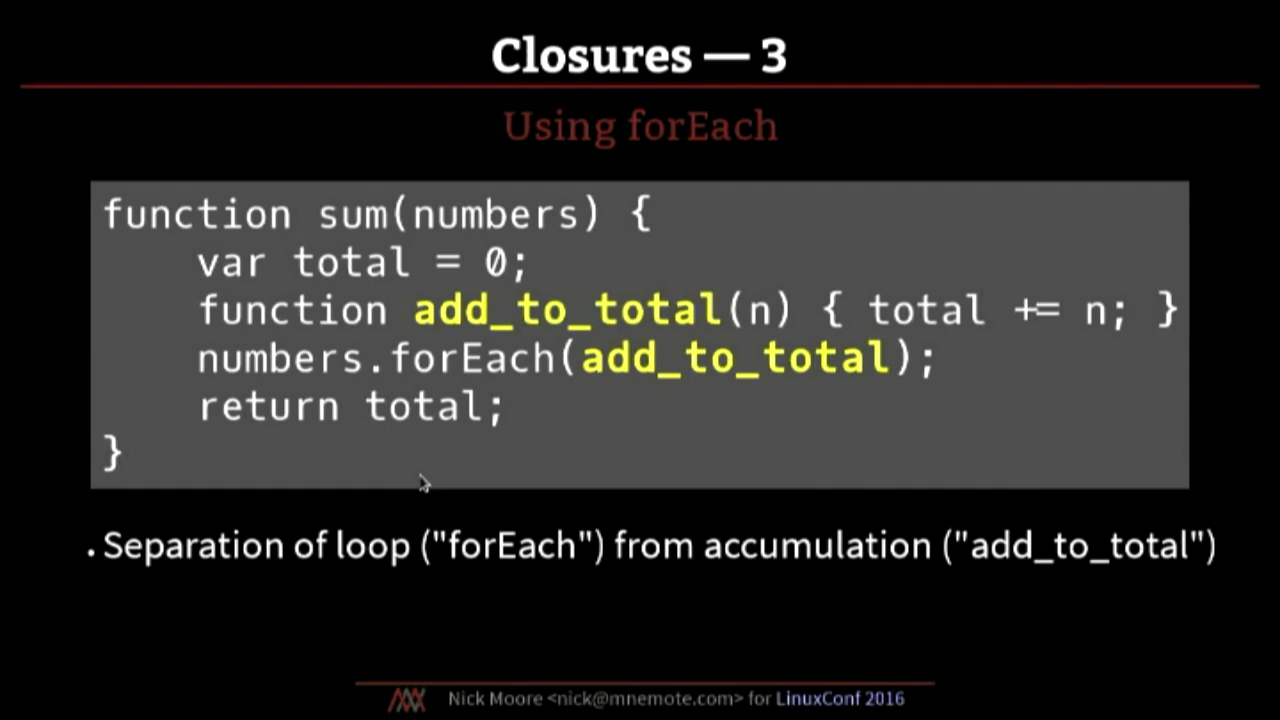 Closures — 3
Using forEach
function sum(numbers) {
    var total = 0;
    function add_to_total(n) { total += n; }
    numbers.forEach(add_to_total);
    return total;
}
• Separation of loop ("forEach") from accumulation ("add_to_total")
Nick Moore <nick@mnemote.com> for LinuxConf 2016